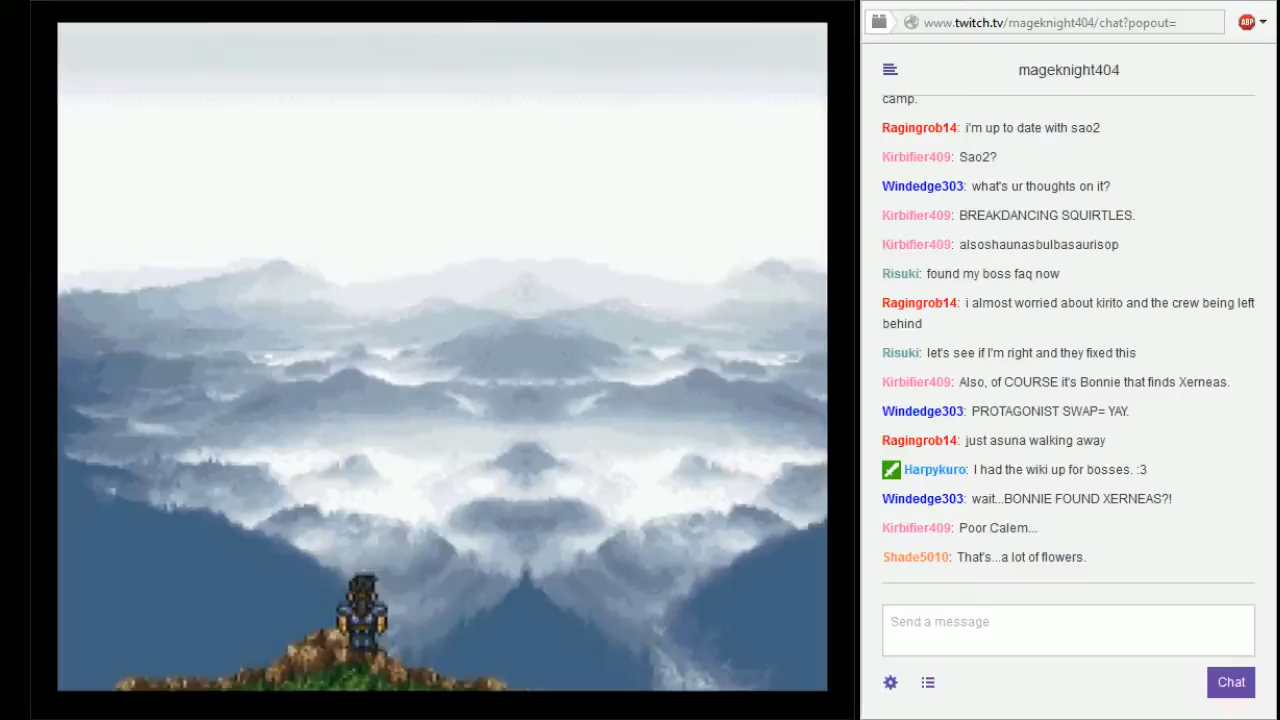 www.twitch.tv/mageknight404/chat?popout=
ABP
mageknight404
camp.
Ragingrob14: i'm up to date with sao2
Kirbifier409: Sao2?
Windedge303: what's ur thoughts on it?
Kirbifier409: BREAKDANCING SQUIRTLES.
Kirbifier409: alsoshaunasbulbasaurisop
Risuki: found my boss faq now
Ragingrob14: i almost worried about kirito and the crew being left
behind
Risuki: let's see if I'm right and they fixed this
Kirbifier409: Also, of COURSE it's Bonnie that finds Xerneas.
Windedge303: PROTAGONIST SWAP= YAY.
Ragingrob14: just asuna walking away
Harpykuro: I had the wiki up for bosses. :3
Windedge303: wait...BONNIE FOUND XERNEAS?!
Kirbifier409: Poor Calem...
Shade5010: That's...a lot of flowers.
Send a message
Chat